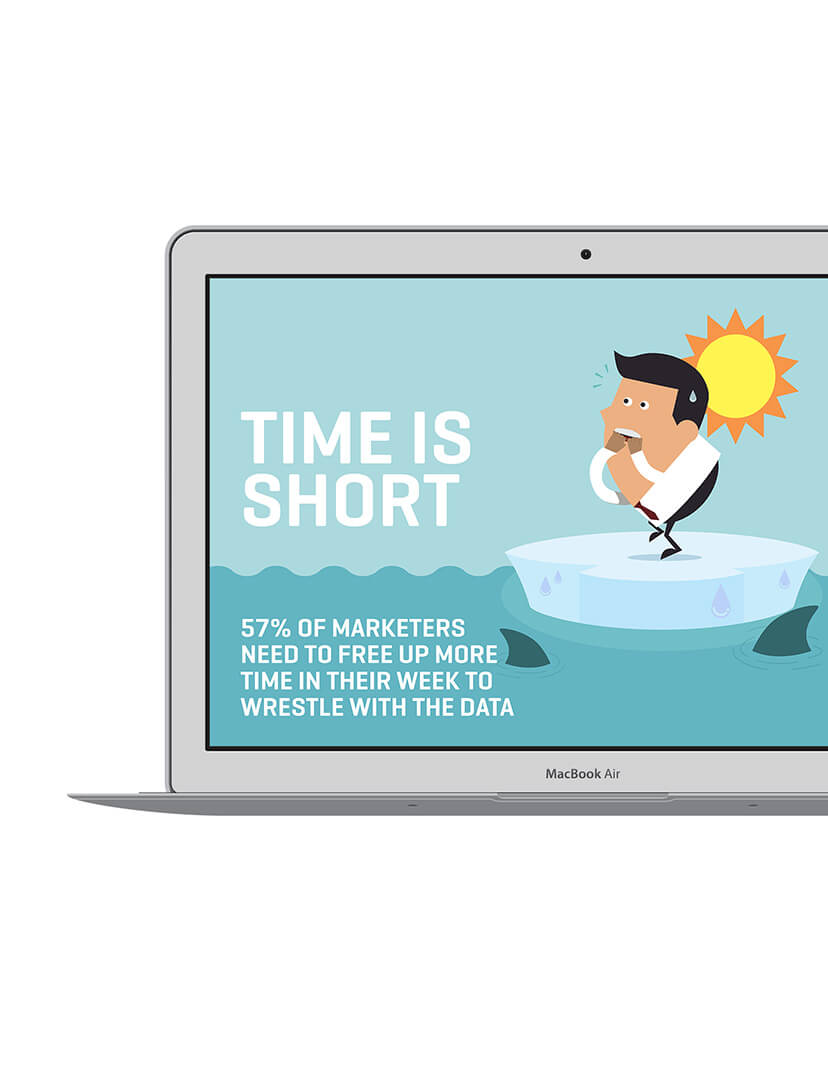 TIME IS
SHORT
57% OF MARKETERS
NEED TO FREE UP MORE
TIME IN THEIR WEEK TO
WRESTLE WITH THE DATA
MacBook Air